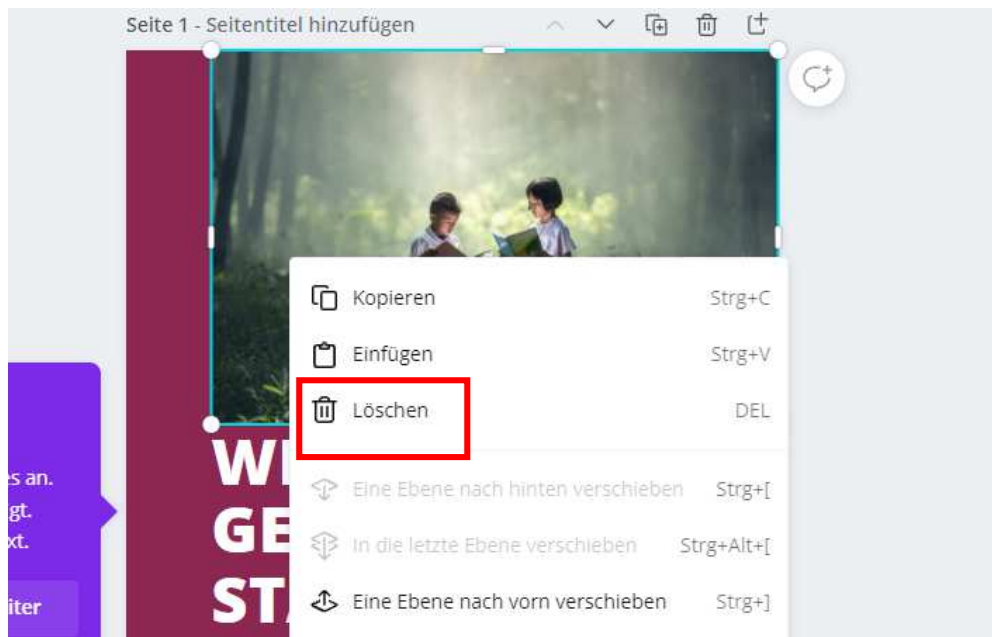 Seite 1 - Seitentitel hinzufügen
Kopieren Strg+C
Einfügen Strg+V
Löschen DEL
Eine Ebene nach hinten verschieben Strg+[
In die letzte Ebene verschieben Strg+Alt+[
Eine Ebene nach vorn verschieben Strg+]
es an.
gt.
xt.
iter
W
GE
ST